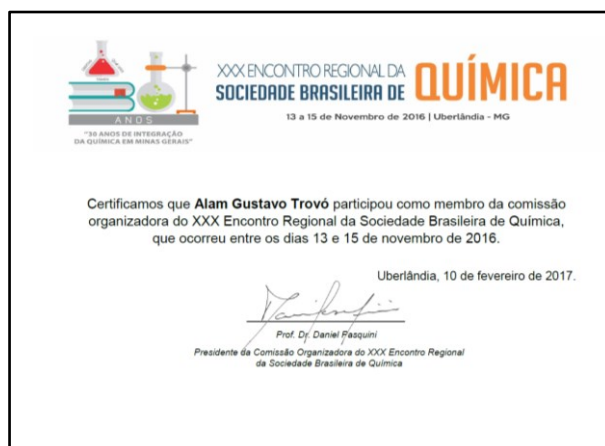 XXX ENCONTRO REGIONAL DA
SOCIEDADE BRASILEIRA DE QUÍMICA
13 a 15 de Novembro de 2016 | Uberlândia - MG
ANOS
"30 ANOS DE INTEGRAÇÃO
DA QUÍMICA EM MINAS GERAIS"
Certificamos que Alam Gustavo Trovó participou como membro da comissão
organizadora do XXX Encontro Regional da Sociedade Brasileira de Química,
que ocorreu entre os dias 13 e 15 de novembro de 2016.
Uberlândia, 10 de fevereiro de 2017.
Prof. Dr. Daniel Pasquini
Presidente da Comissão Organizadora do XXX Encontro Regional
da Sociedade Brasileira de Química